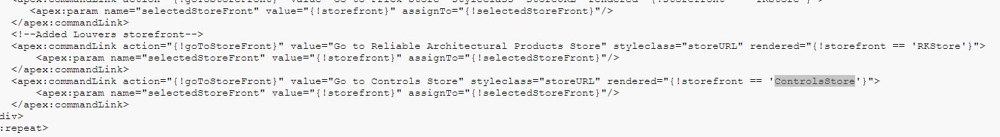 <apex:param name="selectedStoreFront" value="{!storefront}" assignTo="{!selectedStoreFront}"/>
</apex:commandLink>
<!--Added Louvers storefront-->
<apex:commandLink action="{!goToStoreFront}" value="Go to Reliable Architectural Products Store" styleclass="storeURL" rendered="{!storefront == 'RKStore'}">
<apex:param name="selectedStoreFront" value="{!storefront}" assignTo="{!selectedStoreFront}"/>
</apex:commandLink>
<apex:commandLink action="{!goToStoreFront}" value="Go to Controls Store" styleclass="storeURL" rendered="{!storefront == 'ControlsStore'}">
<apex:param name="selectedStoreFront" value="{!storefront}" assignTo="{!selectedStoreFront}"/>
</apex:commandLink>
div>
:repeat>